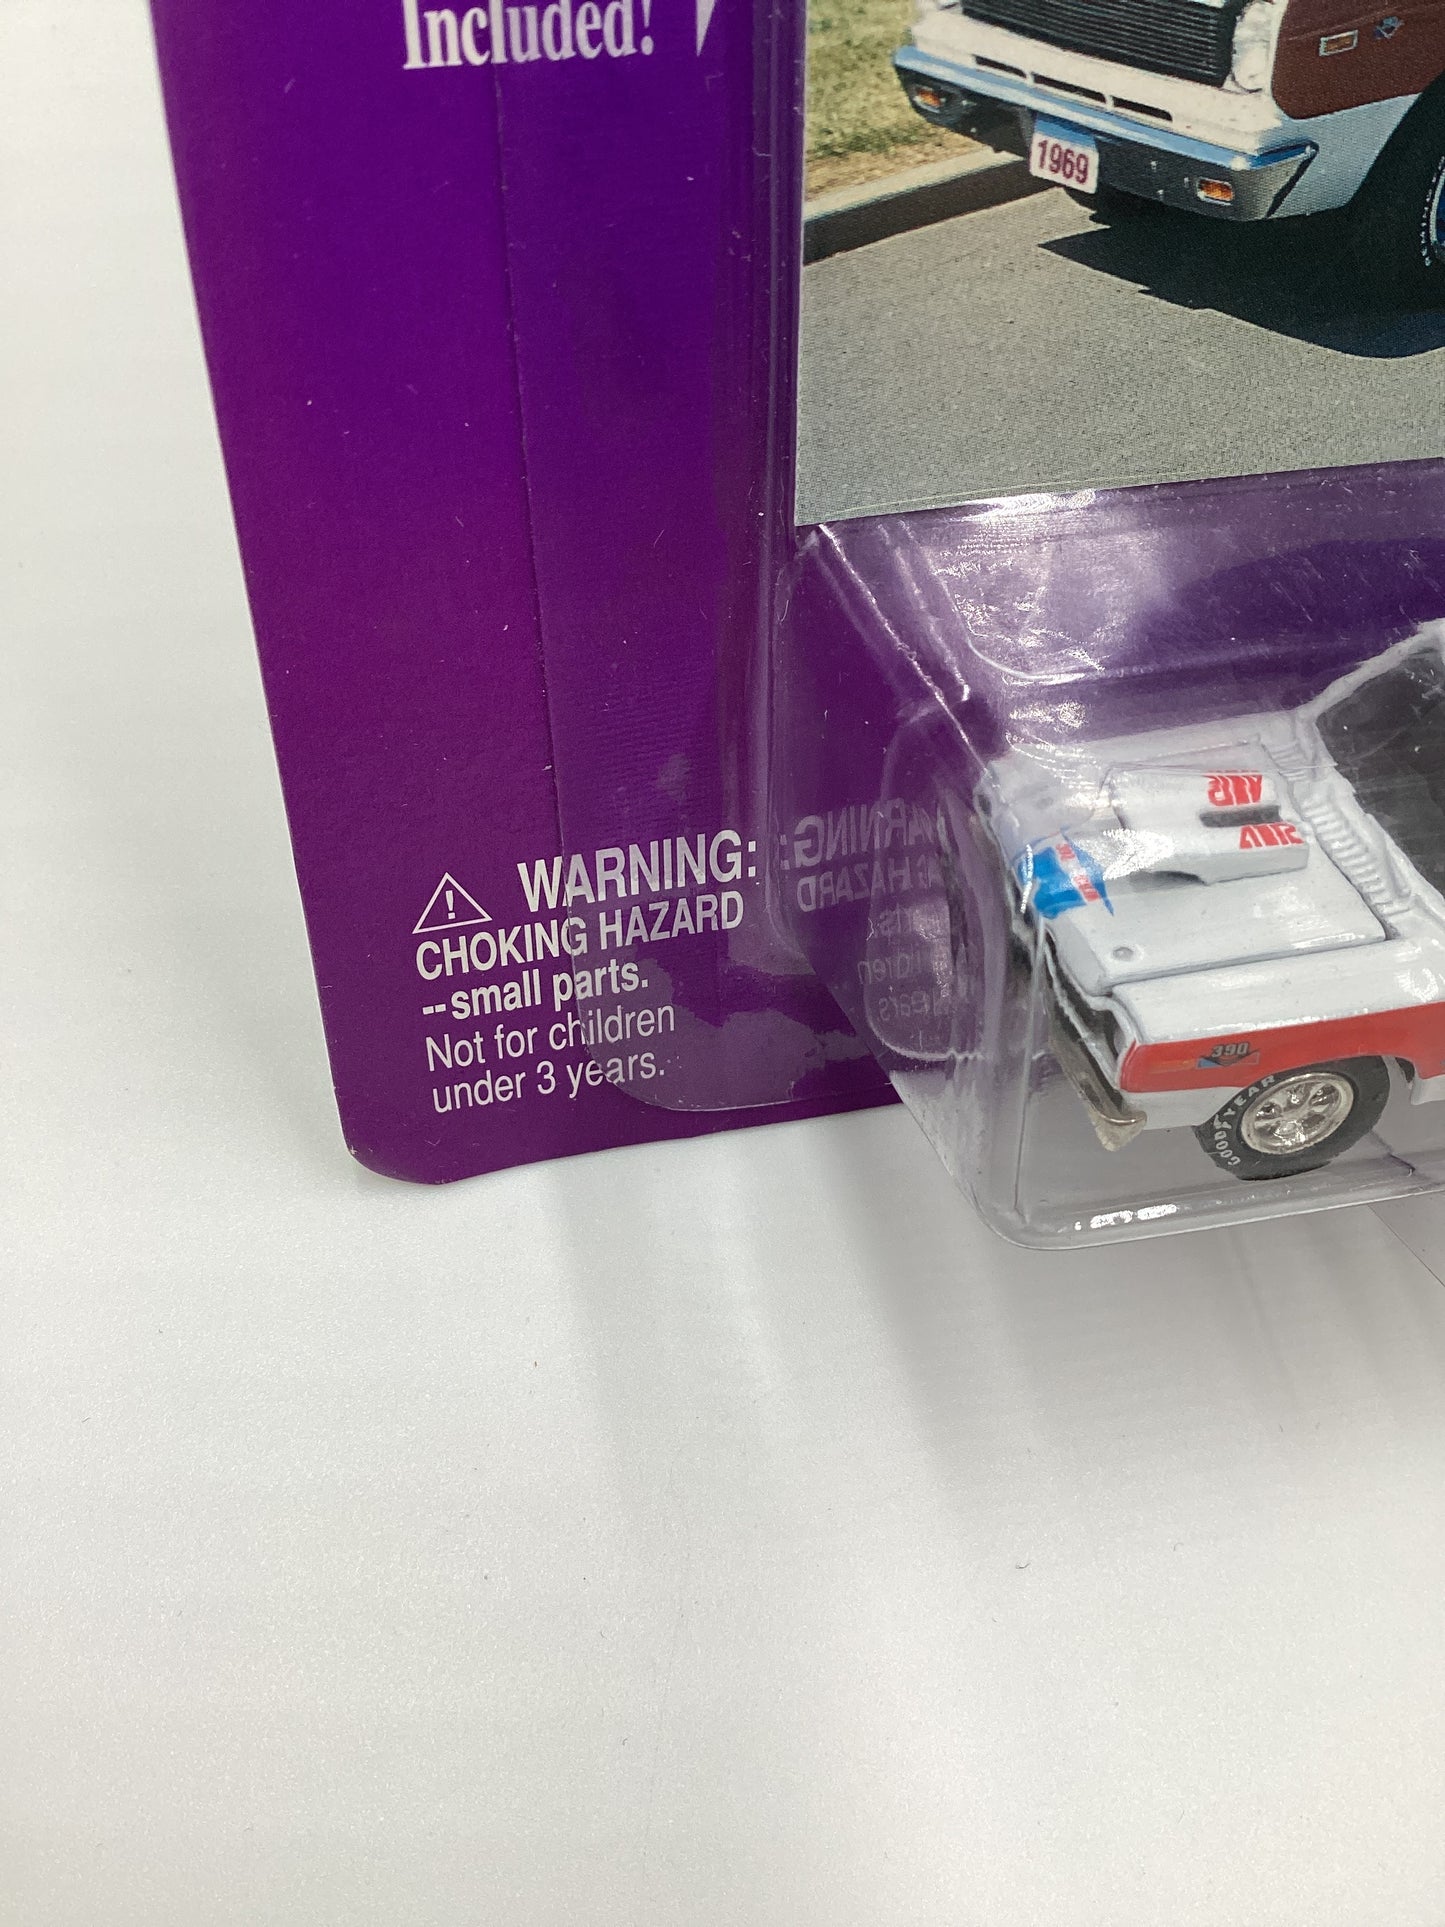 Included!
1969
WARNING:
CHOKING HAZARD
--small parts.
Not for children
under 3 years.
390
GOODYEAR